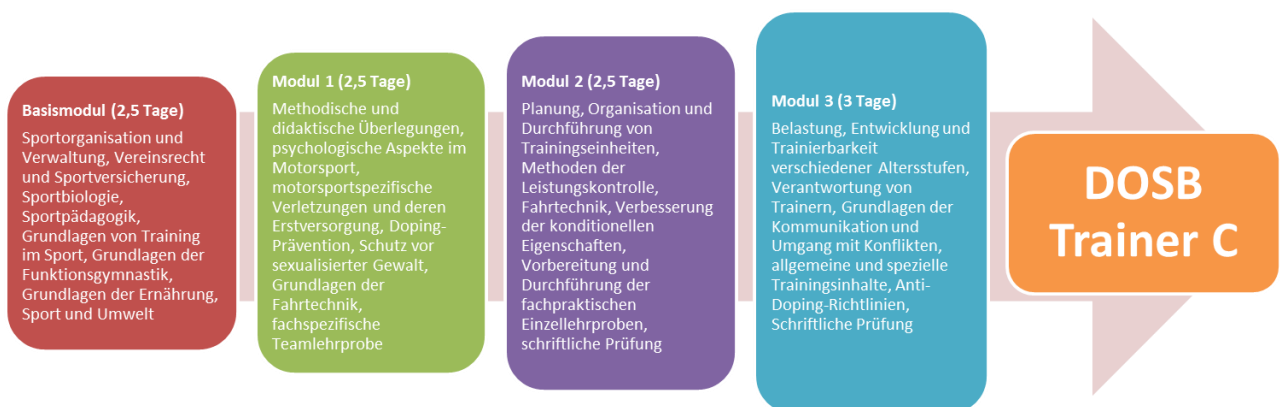 Basismodul (2,5 Tage)
Sportorganisation und
Verwaltung, Vereinsrecht
und Sportversicherung,
Sportbiologie,
Sportpädagogik,
Grundlagen von Training
im Sport, Grundlagen der
Funktionsgymnastik,
Grundlagen der Ernährung,
Sport und Umwelt
Modul 1 (2,5 Tage)
Methodische und
didaktische Überlegungen,
psychologische Aspekte im
Motorsport,
motorsportspezifische
Verletzungen und deren
Erstversorgung, Doping-
Prävention, Schutz vor
sexualisierter Gewalt,
Grundlagen der
Fahrtechnik,
fachspezifische
Teamlehrprobe
Modul 2 (2,5 Tage)
Planung, Organisation und
Durchführung von
Trainingseinheiten,
Methoden der
Leistungskontrolle,
Fahrtechnik, Verbesserung
der konditionellen
Eigenschaften,
Vorbereitung und
Durchführung der
fachpraktischen
Einzellehrproben,
schriftliche Prüfung
Modul 3 (3 Tage)
Belastung, Entwicklung und
Trainierbarkeit
verschiedener Altersstufen,
Verantwortung von
Trainern, Grundlagen der
Kommunikation und
Umgang mit Konflikten,
allgemeine und spezielle
Trainingsinhalte, Anti-
Doping-Richtlinien,
Schriftliche Prüfung
DOSB
Trainer C